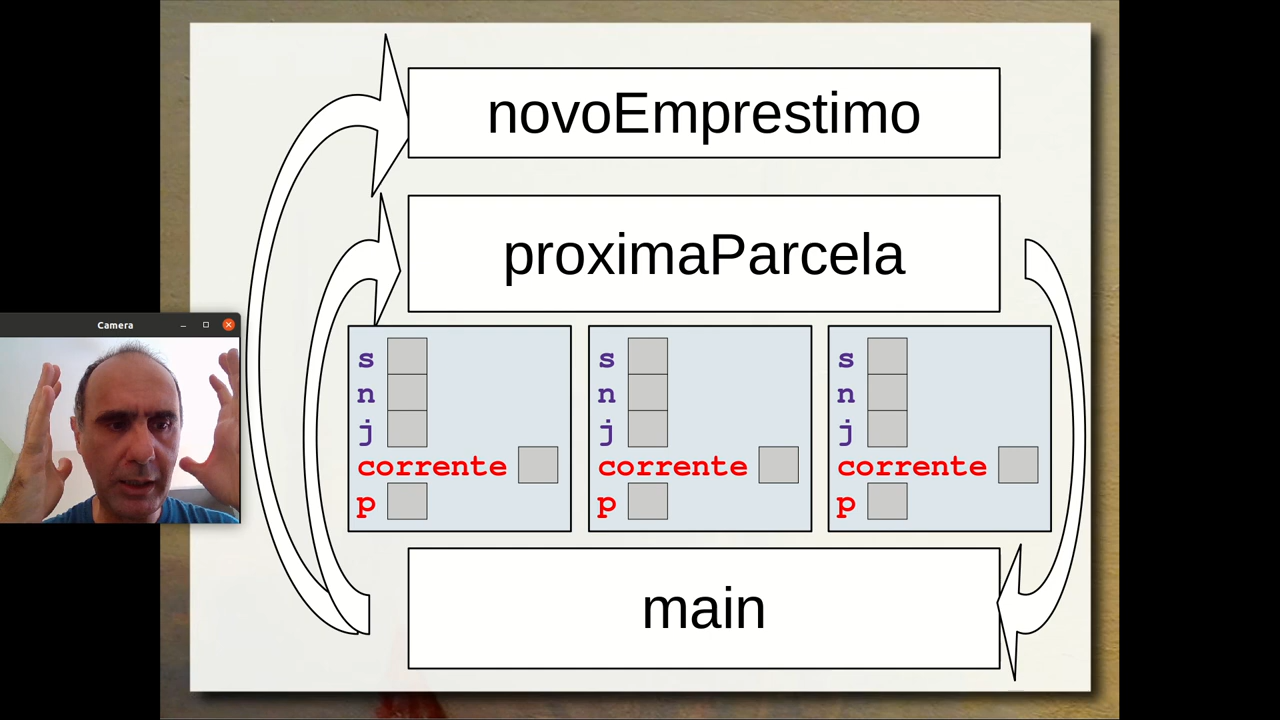 novoEmprestimo
proximaParcela
Camera
s s s
n n n
j j j
corrente corrente corrente
p p p
main